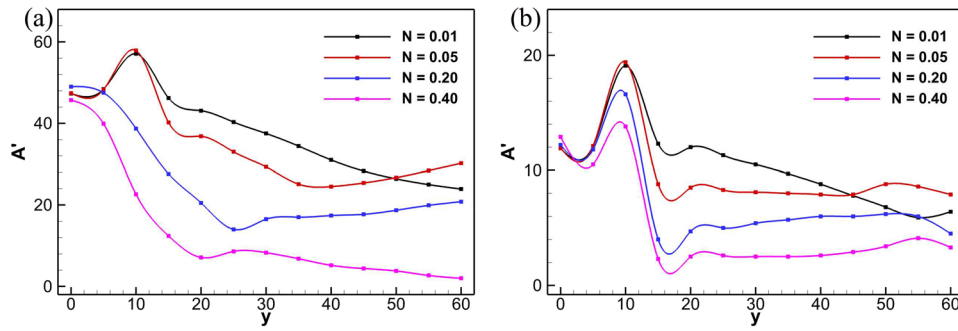 (a)
60
40
20
0
A'
N = 0.01
N = 0.05
N = 0.20
N = 0.40
0 10 20 30 40 50 60
y
(b)
20
10
0
A'
N = 0.01
N = 0.05
N = 0.20
N = 0.40
0 10 20 30 40 50 60
y